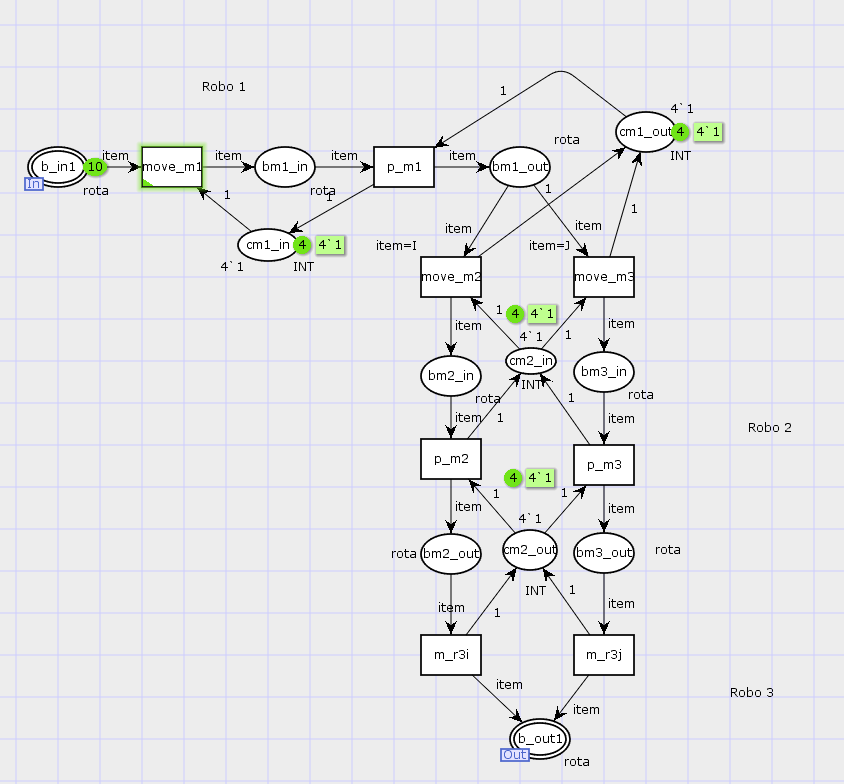 Robo 1
1
4`1
cm1_out
4
4`1
INT
rota
b_in1
10
In
rota
item
move_m1
item
bm1_in
rota
item
p_m1
item
bm1_out
1
1
cm1_in
4
4`1
4`1
INT
item
1
item
1
item=I
item=J
move_m2
move_m3
1
4
4`1
4`1
1
item
item
cm2_in
INT
bm2_in
rota
bm3_in
rota
item
1
1
item
Robo 2
p_m2
p_m3
1
4
4`1
1
item
item
4`1
cm2_out
INT
rota
bm2_out
bm3_out
rota
item
1
1
item
m_r3i
m_r3j
item
item
Robo 3
b_out1
Out
rota